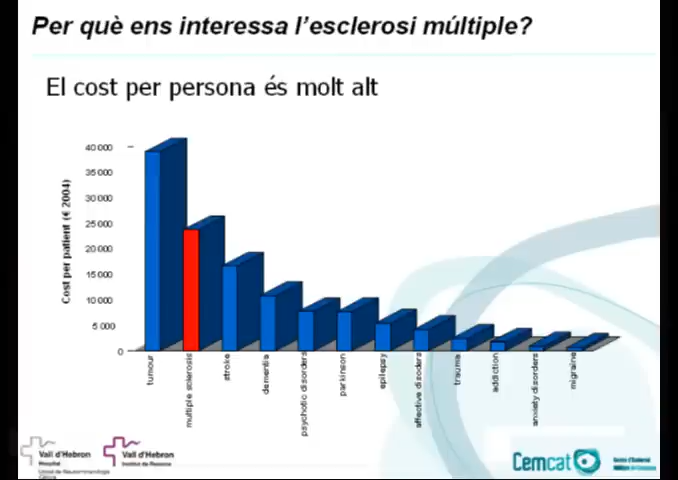 Per què ens interessa l'esclerosi múltiple?
El cost per persona és molt alt
Cost per patient (€ 2004)
40 000
35 000
30 000
25 000
20 000
15 000
10 000
5 000
0
tumour
multiple sclerosis
stroke
dementia
psychotic disorders
parkinson
epilepsy
affective disoders
trauma
addiction
anxiety disorders
migraine
Vall d'Hebron
Hospital
Vall d'Hebron
Institut de Recerca
Cemcat